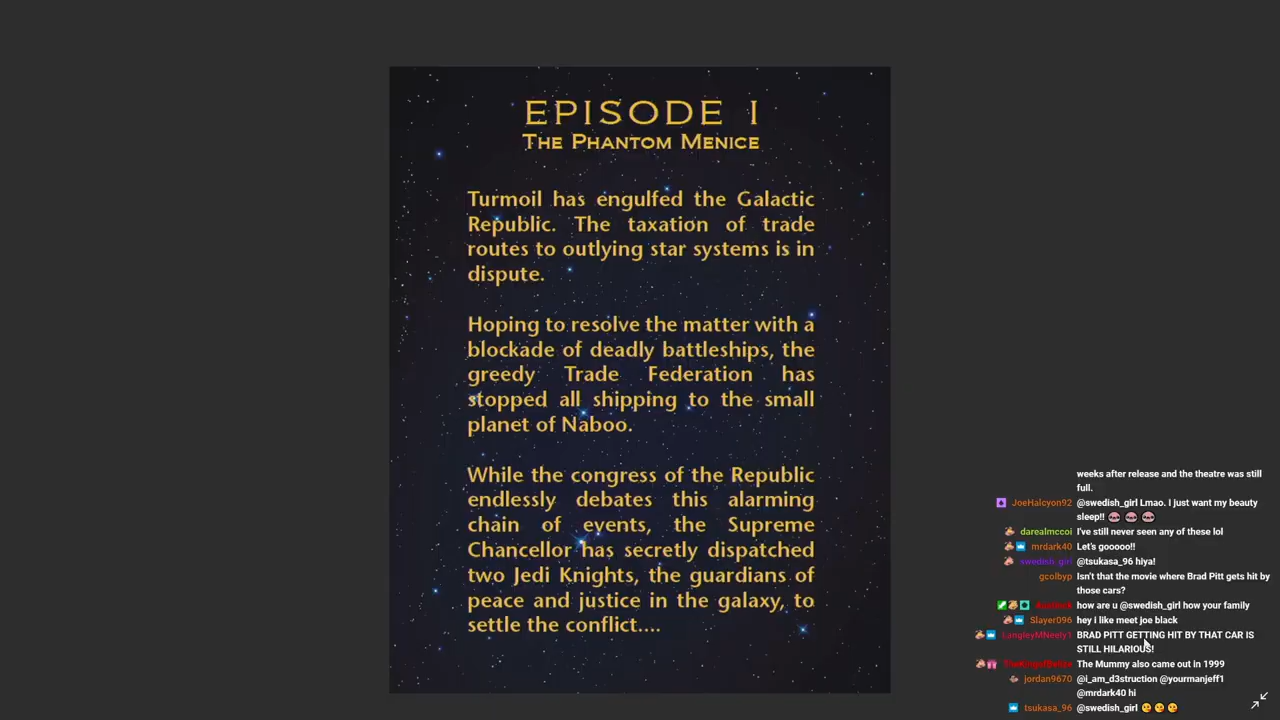 EPISODE I
THE PHANTOM MENICE
Turmoil has engulfed the Galactic
Republic. The taxation of trade
routes to outlying star systems is in
dispute.
Hoping to resolve the matter with a
blockade of deadly battleships, the
greedy Trade Federation has
stopped all shipping to the small
planet of Naboo.
While the congress of the Republic
endlessly debates this alarming
chain of events, the Supreme
Chancellor has secretly dispatched
two Jedi Knights, the guardians of
peace and justice in the galaxy, to
settle the conflict....
weeks after release and the theatre was still
full.
JoeHalcyon92 @swedish_girl Lmao. I just want my beauty
sleep!!
darealmccoi I've still never seen any of these lol
mrdark40 Let's gooooo!!
swedish_girl @tsukasa_96 hiya!
gcolbyp Isn't that the movie where Brad Pitt gets hit by
those cars?
how are u @swedish_girl how your family
Slayer096 hey i like meet joe black
LangleyMNeely1 BRAD PITT GETTING HIT BY THAT CAR IS
STILL HILARIOUS!
The Mummy also came out in 1999
jordan9670 @i_am_d3struction @yourmanjeff1
@mrdark40 hi
tsukasa_96 @swedish_girl